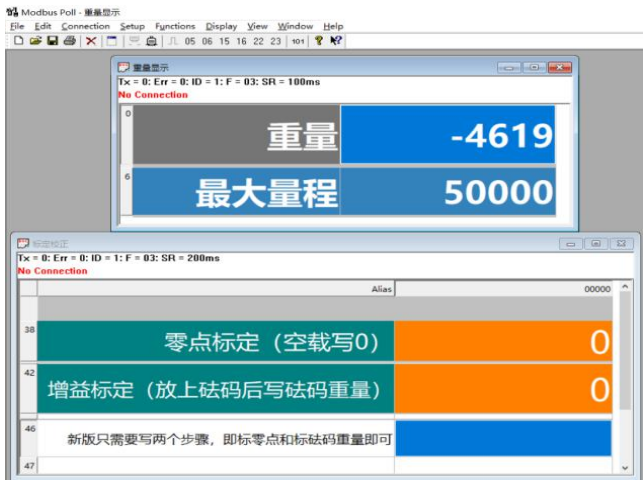 Modbus Poll - 重量显示
File Edit Connection Setup Functions Display View Window Help
05 06 15 16 22 23 101
重量显示
Tx = 0: Err = 0: ID = 1: F = 03: SR = 100ms
No Connection
0 重量 -4619
6 最大量程 50000
标定校正
Tx = 0: Err = 0: ID = 1: F = 03: SR = 200ms
No Connection
Alias 00000
38 零点标定（空载写0） 0
42 增益标定（放上砝码后写砝码重量） 0
46 新版只需要写两个步骤，即标零点和标砝码重量即可
47